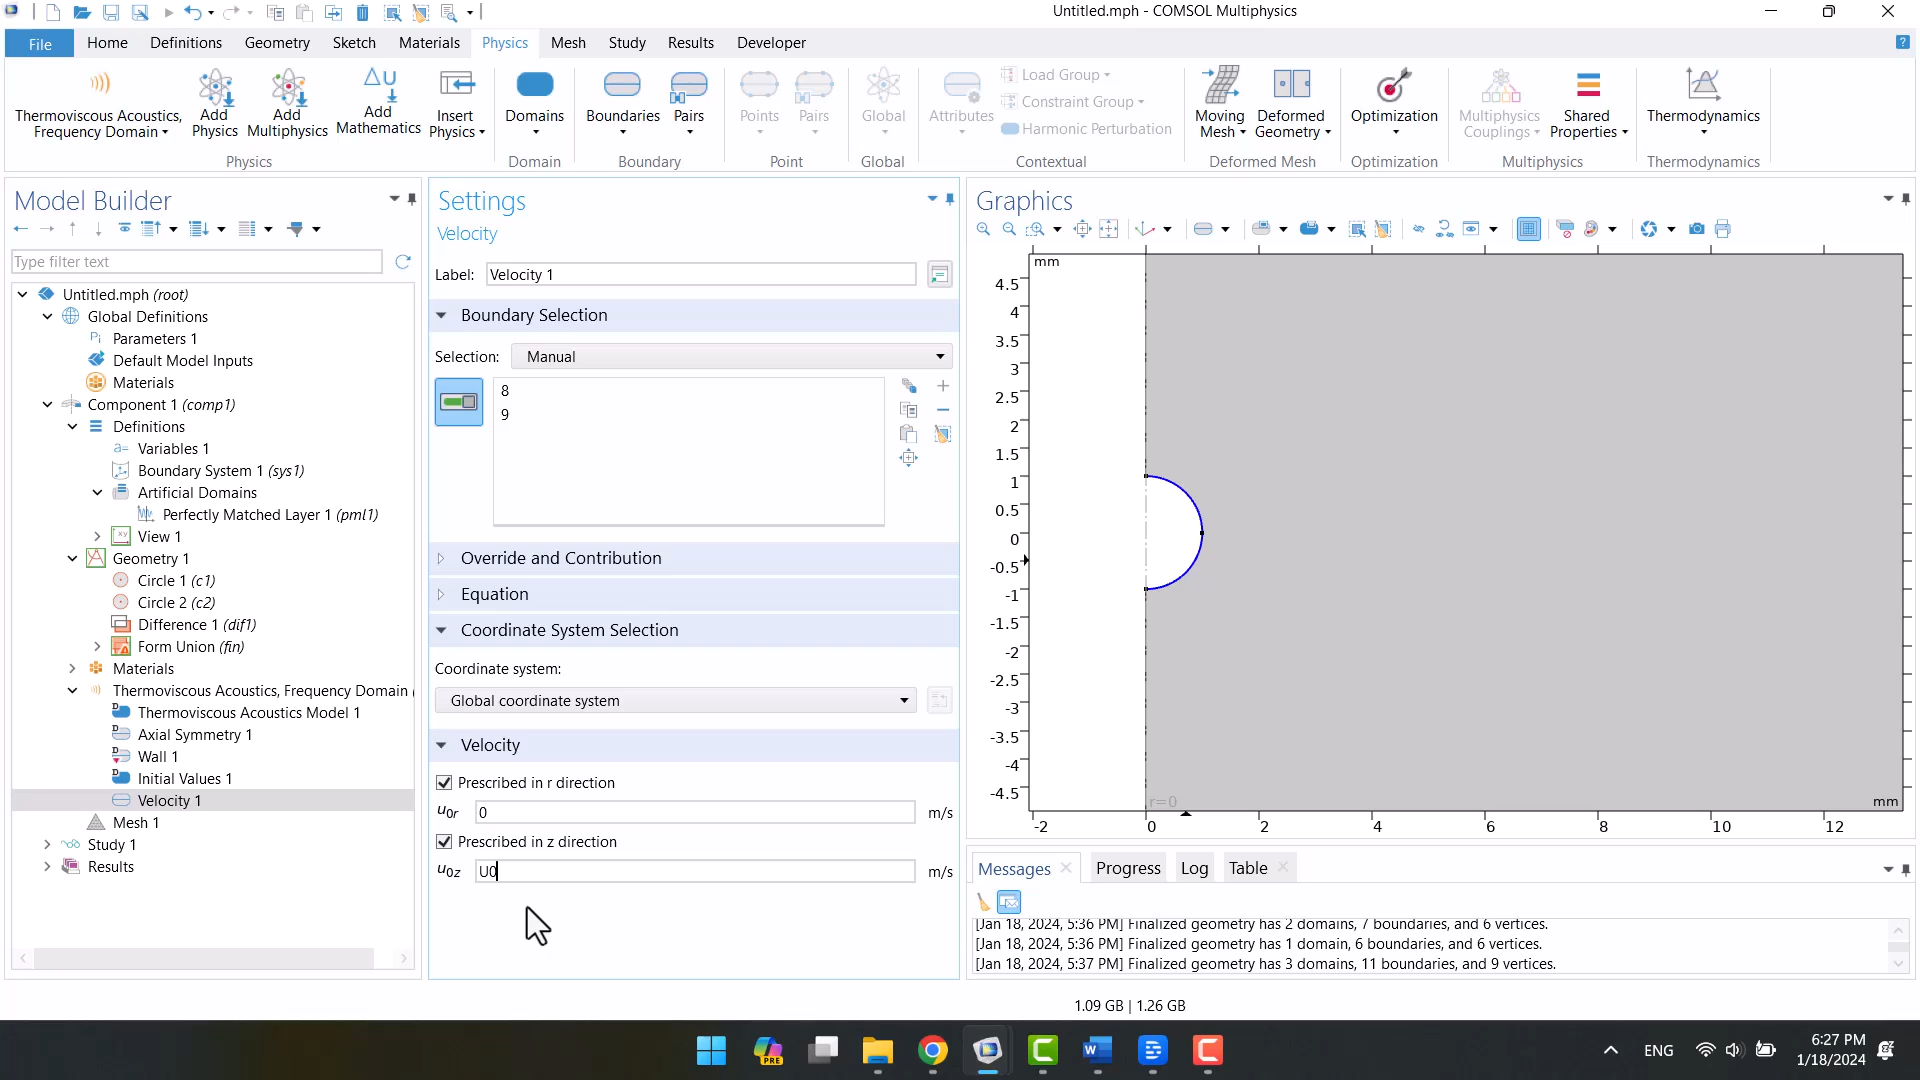 Untitled.mph - COMSOL Multiphysics
File Home Definitions Geometry Sketch Materials Physics Mesh Study Results Developer
Thermoviscous Acoustics, Frequency Domain
Add Physics
Add Multiphysics
Add Mathematics
Insert Physics
Domains
Boundaries
Pairs
Points
Pairs
Global
Attributes
Load Group
Constraint Group
Harmonic Perturbation
Moving Mesh
Deformed Geometry
Optimization
Multiphysics Couplings
Shared Properties
Thermodynamics
Physics Domain Boundary Point Global Contextual Deformed Mesh Optimization Multiphysics Thermodynamics
Model Builder
Type filter text
Untitled.mph (root)
Global Definitions
Pi Parameters 1
Default Model Inputs
Materials
Component 1 (comp1)
Definitions
a= Variables 1
Boundary System 1 (sys1)
Artificial Domains
Perfectly Matched Layer 1 (pml1)
View 1
Geometry 1
Circle 1 (c1)
Circle 2 (c2)
Difference 1 (dif1)
Form Union (fin)
Materials
Thermoviscous Acoustics, Frequency Domain (
Thermoviscous Acoustics Model 1
Axial Symmetry 1
Wall 1
Initial Values 1
Velocity 1
Mesh 1
Study 1
Results
Settings
Velocity
Label: Velocity 1
Boundary Selection
Selection: Manual
8
9
Override and Contribution
Equation
Coordinate System Selection
Coordinate system:
Global coordinate system
Velocity
Prescribed in r direction
u0r 0 m/s
Prescribed in z direction
u0z U0 m/s
Graphics
mm
4.5
4
3.5
3
2.5
2
1.5
1
0.5
0
-0.5
-1
-1.5
-2
-2.5
-3
-3.5
-4
-4.5
r=0
mm
-2 0 2 4 6 8 10 12
Messages Progress Log Table
[Jan 18, 2024, 5:36 PM] Finalized geometry has 2 domains, 7 boundaries, and 6 vertices.
[Jan 18, 2024, 5:36 PM] Finalized geometry has 1 domain, 6 boundaries, and 6 vertices.
[Jan 18, 2024, 5:37 PM] Finalized geometry has 3 domains, 11 boundaries, and 9 vertices.
1.09 GB | 1.26 GB
PRE
ENG
6:27 PM
1/18/2024